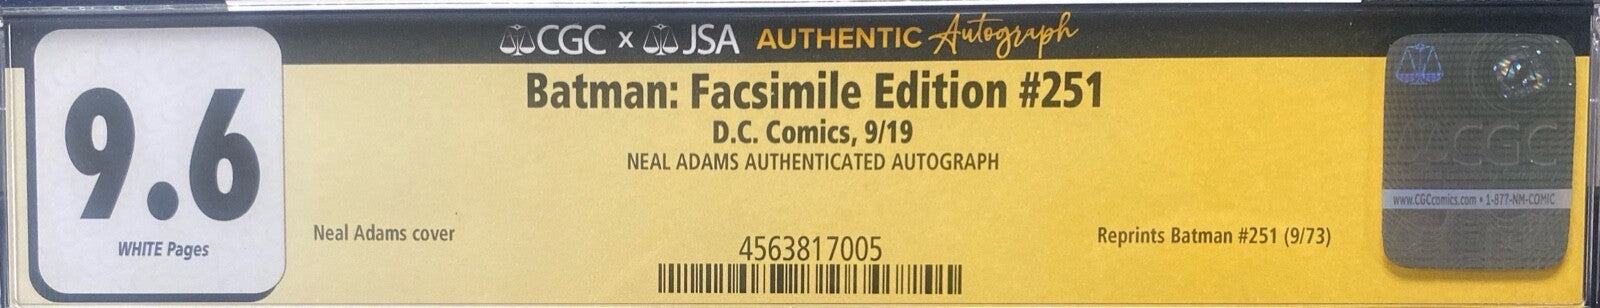 CGC x JSA AUTHENTIC Autograph
Batman: Facsimile Edition #251
D.C. Comics, 9/19
NEAL ADAMS AUTHENTICATED AUTOGRAPH
9.6
WHITE Pages
Neal Adams cover
4563817005
Reprints Batman #251 (9/73)
CGC
www.CGCcomics.com • 1-877-NM-COMIC